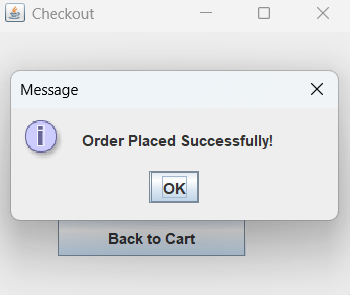 Checkout
Message
Order Placed Successfully!
OK
Back to Cart